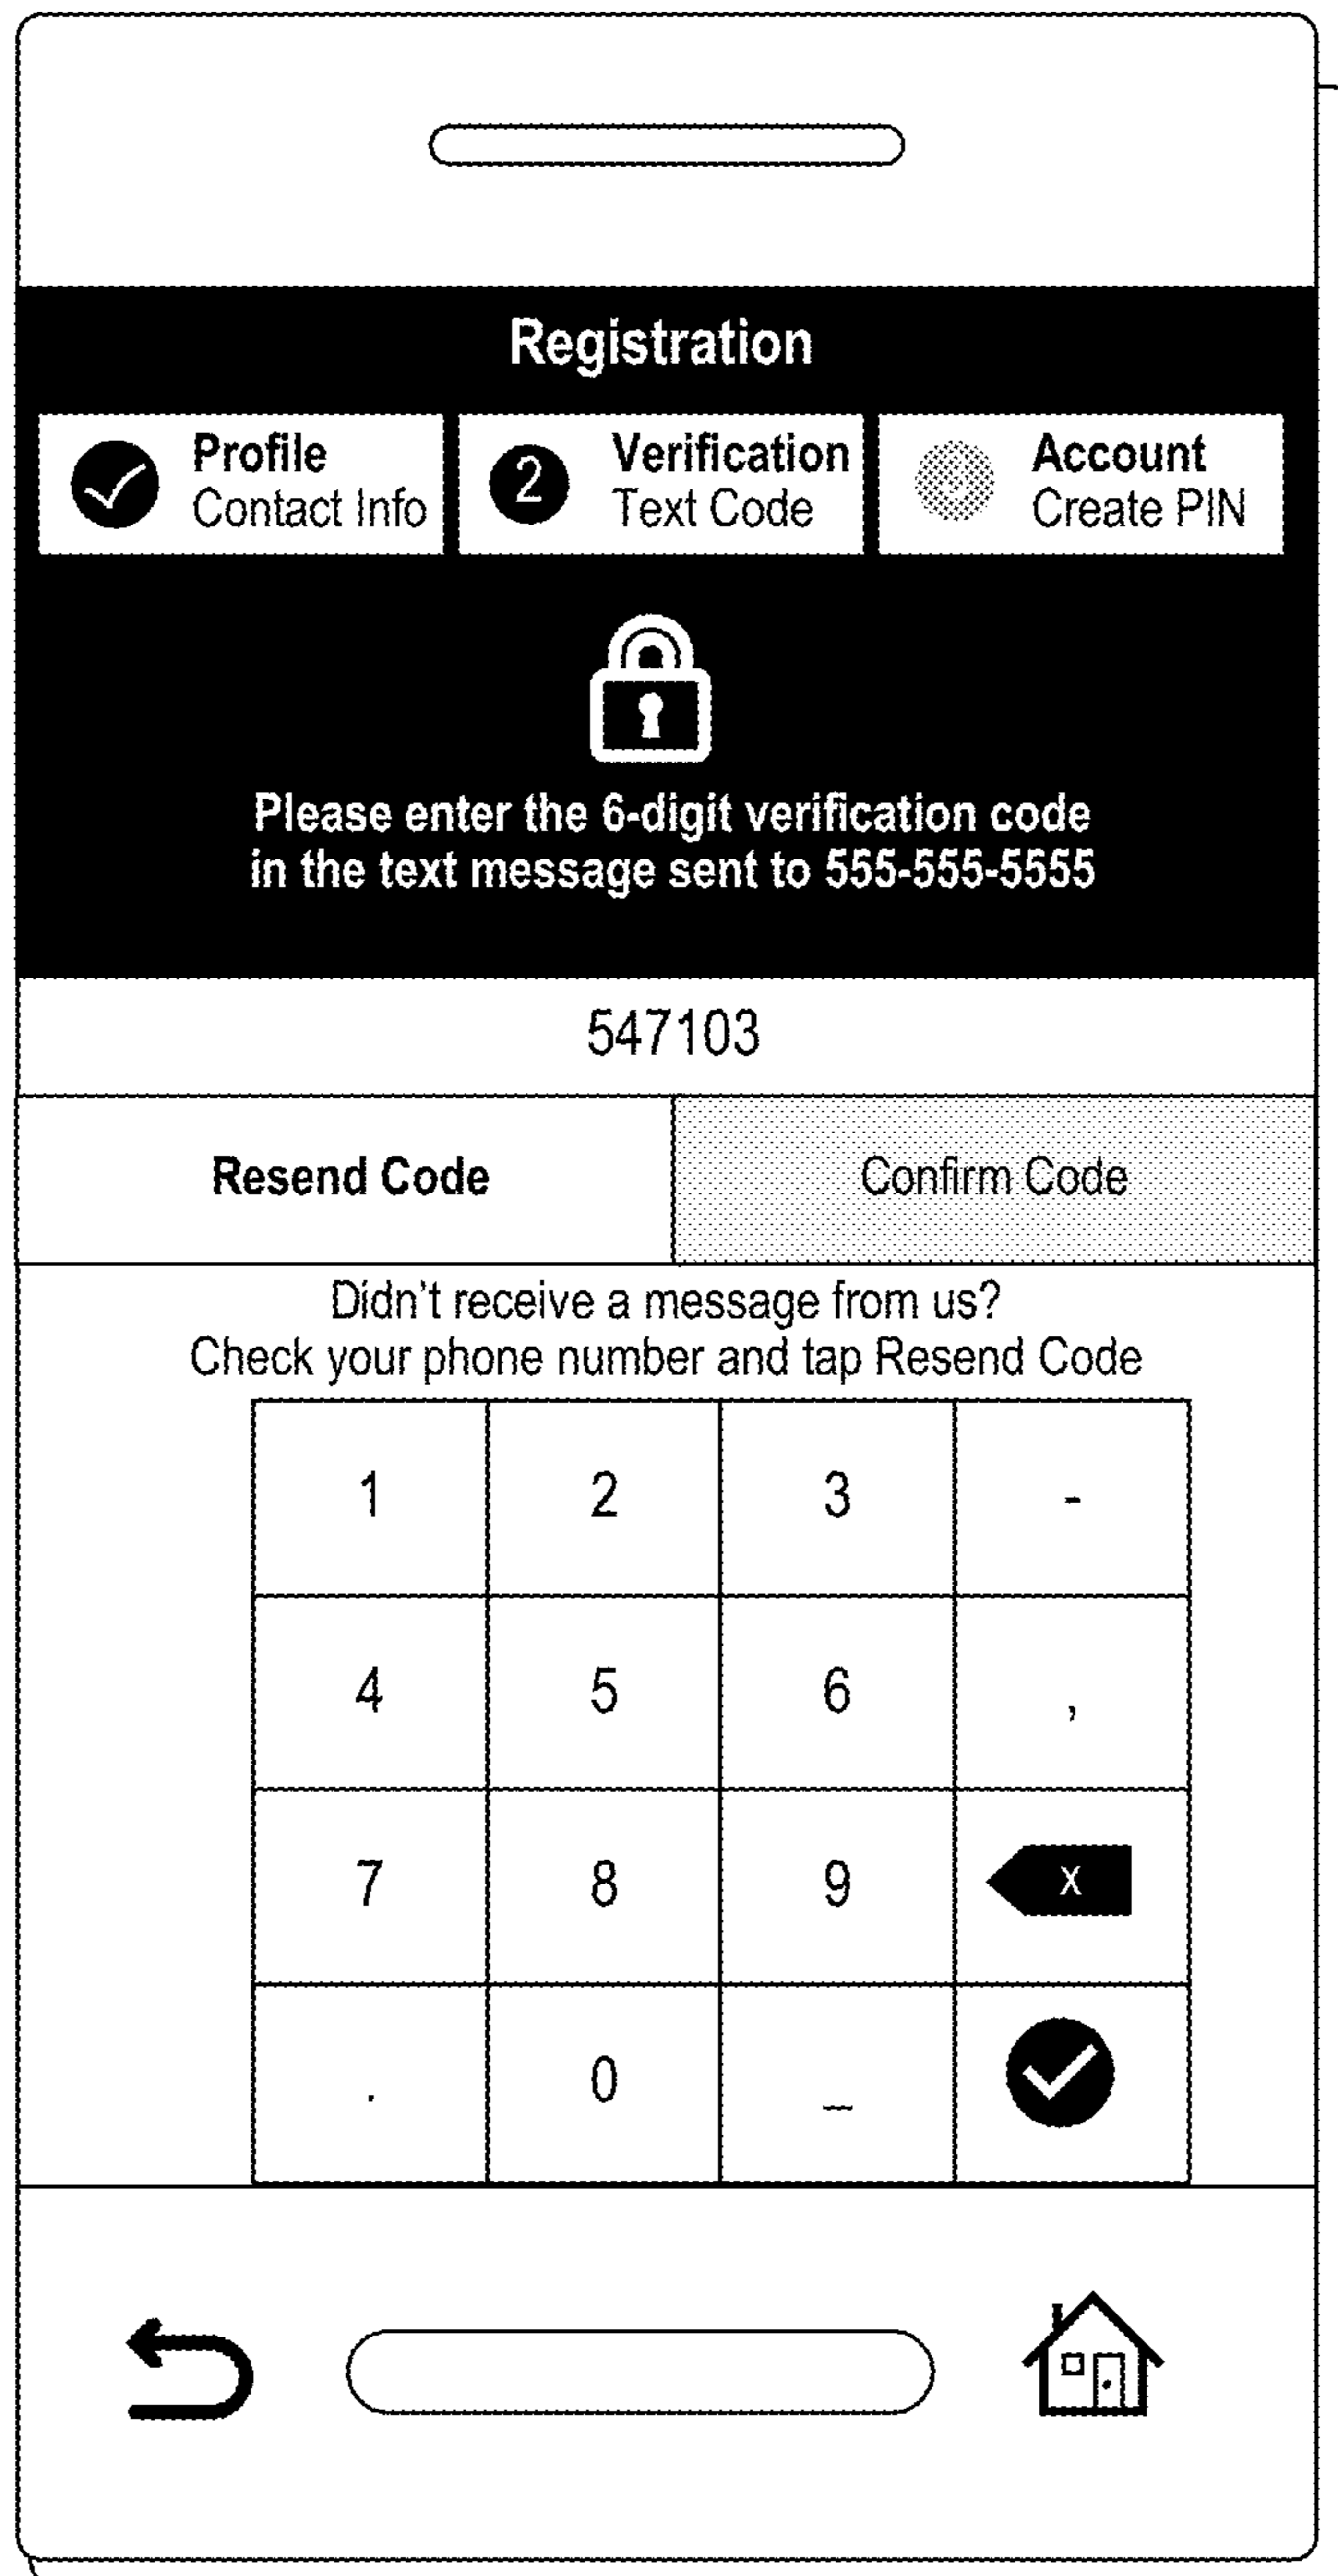 Registration
Profile
Contact Info
2
Verification
Text Code
Account
Create PIN
Please enter the 6-digit verification code
in the text message sent to 555-555-5555
547103
Resend Code
Confirm Code
Didn't receive a message from us?
Check your phone number and tap Resend Code
1 2 3 -
4 5 6 ,
7 8 9 X
. 0 _